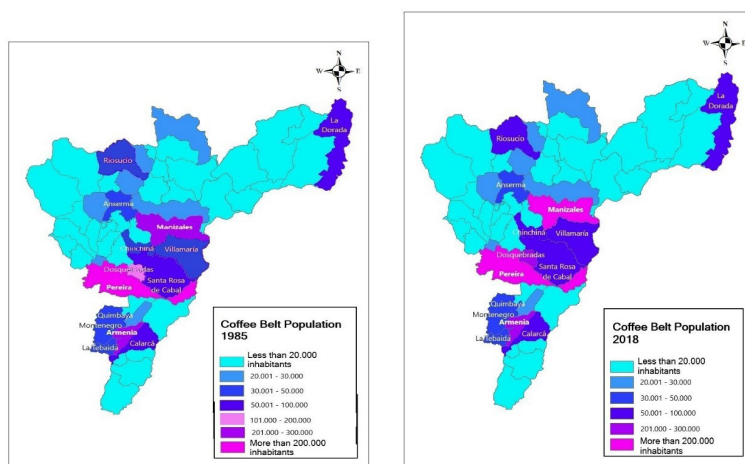 N
W E
S
La
Dorada
Riosucio
Anserma
Manizales
Chinchiná
Villamaría
Dosquebradas
Pereira
Santa Rosa
de Cabal
Quimbaya
Montenegro
Armenia
La Tebaida
Calarcá
Coffee Belt Population
1985
Less than 20.000
inhabitants
20.001 - 30.000
30.001 - 50.000
50.001 - 100.000
101.000 - 200.000
201.000 - 300.000
More than 200.000
inhabitants
N
W E
S
La
Dorada
Riosucio
Anserma
Manizales
Chinchiná
Villamaría
Dosquebradas
Pereira
Santa Rosa
de Cabal
Quimbaya
Montenegro
Armenia
La Tebaida
Calarcá
Coffee Belt Population
2018
Less than 20.000
inhabitants
20.001 - 30.000
30.001 - 50.000
50.001 - 100.000
201.000 - 300.000
More than 200.000
inhabitants